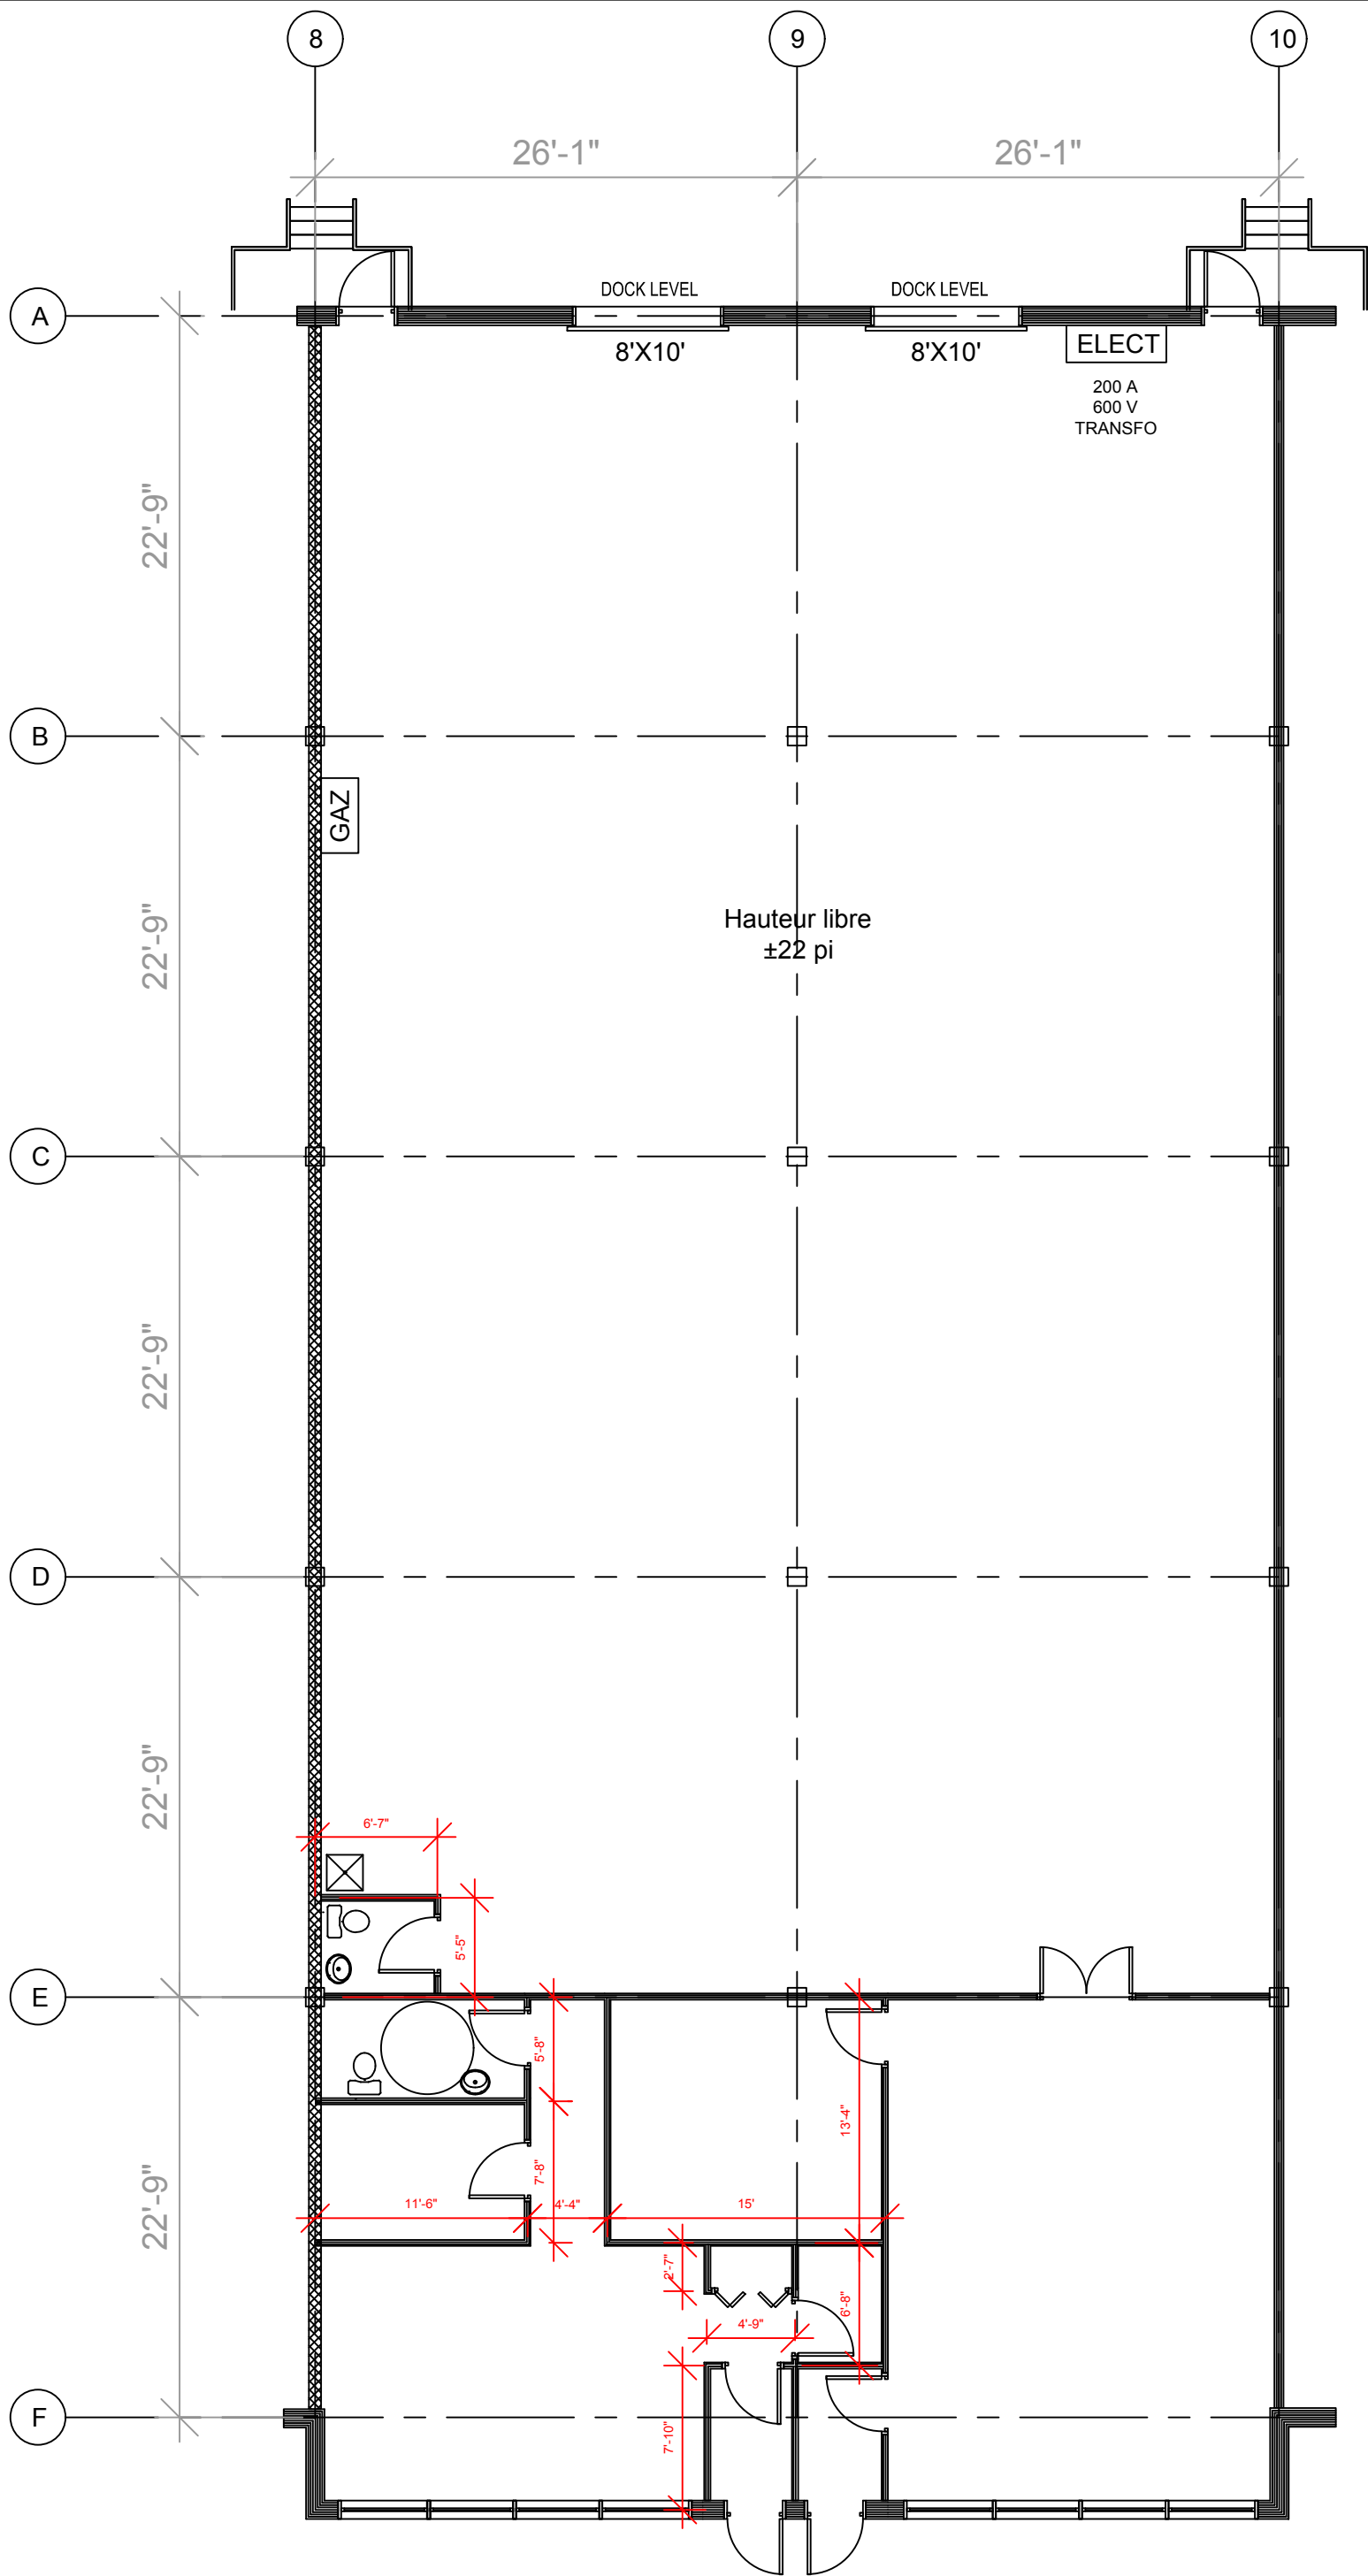 8
9
10
26'-1"
26'-1"
DOCK LEVEL
DOCK LEVEL
A
8'X10'
8'X10'
ELECT
200 A
600 V
TRANSFO
22'-9"
B
GAZ
Hauteur libre
±22 pi
22'-9"
C
22'-9"
D
22'-9"
6'-7"
5'-5"
E
5'-8"
13'-4"
7'-8"
22'-9"
11'-6"
4'-4"
15'
2'-7"
6'-8"
4'-9"
F
7'-10"